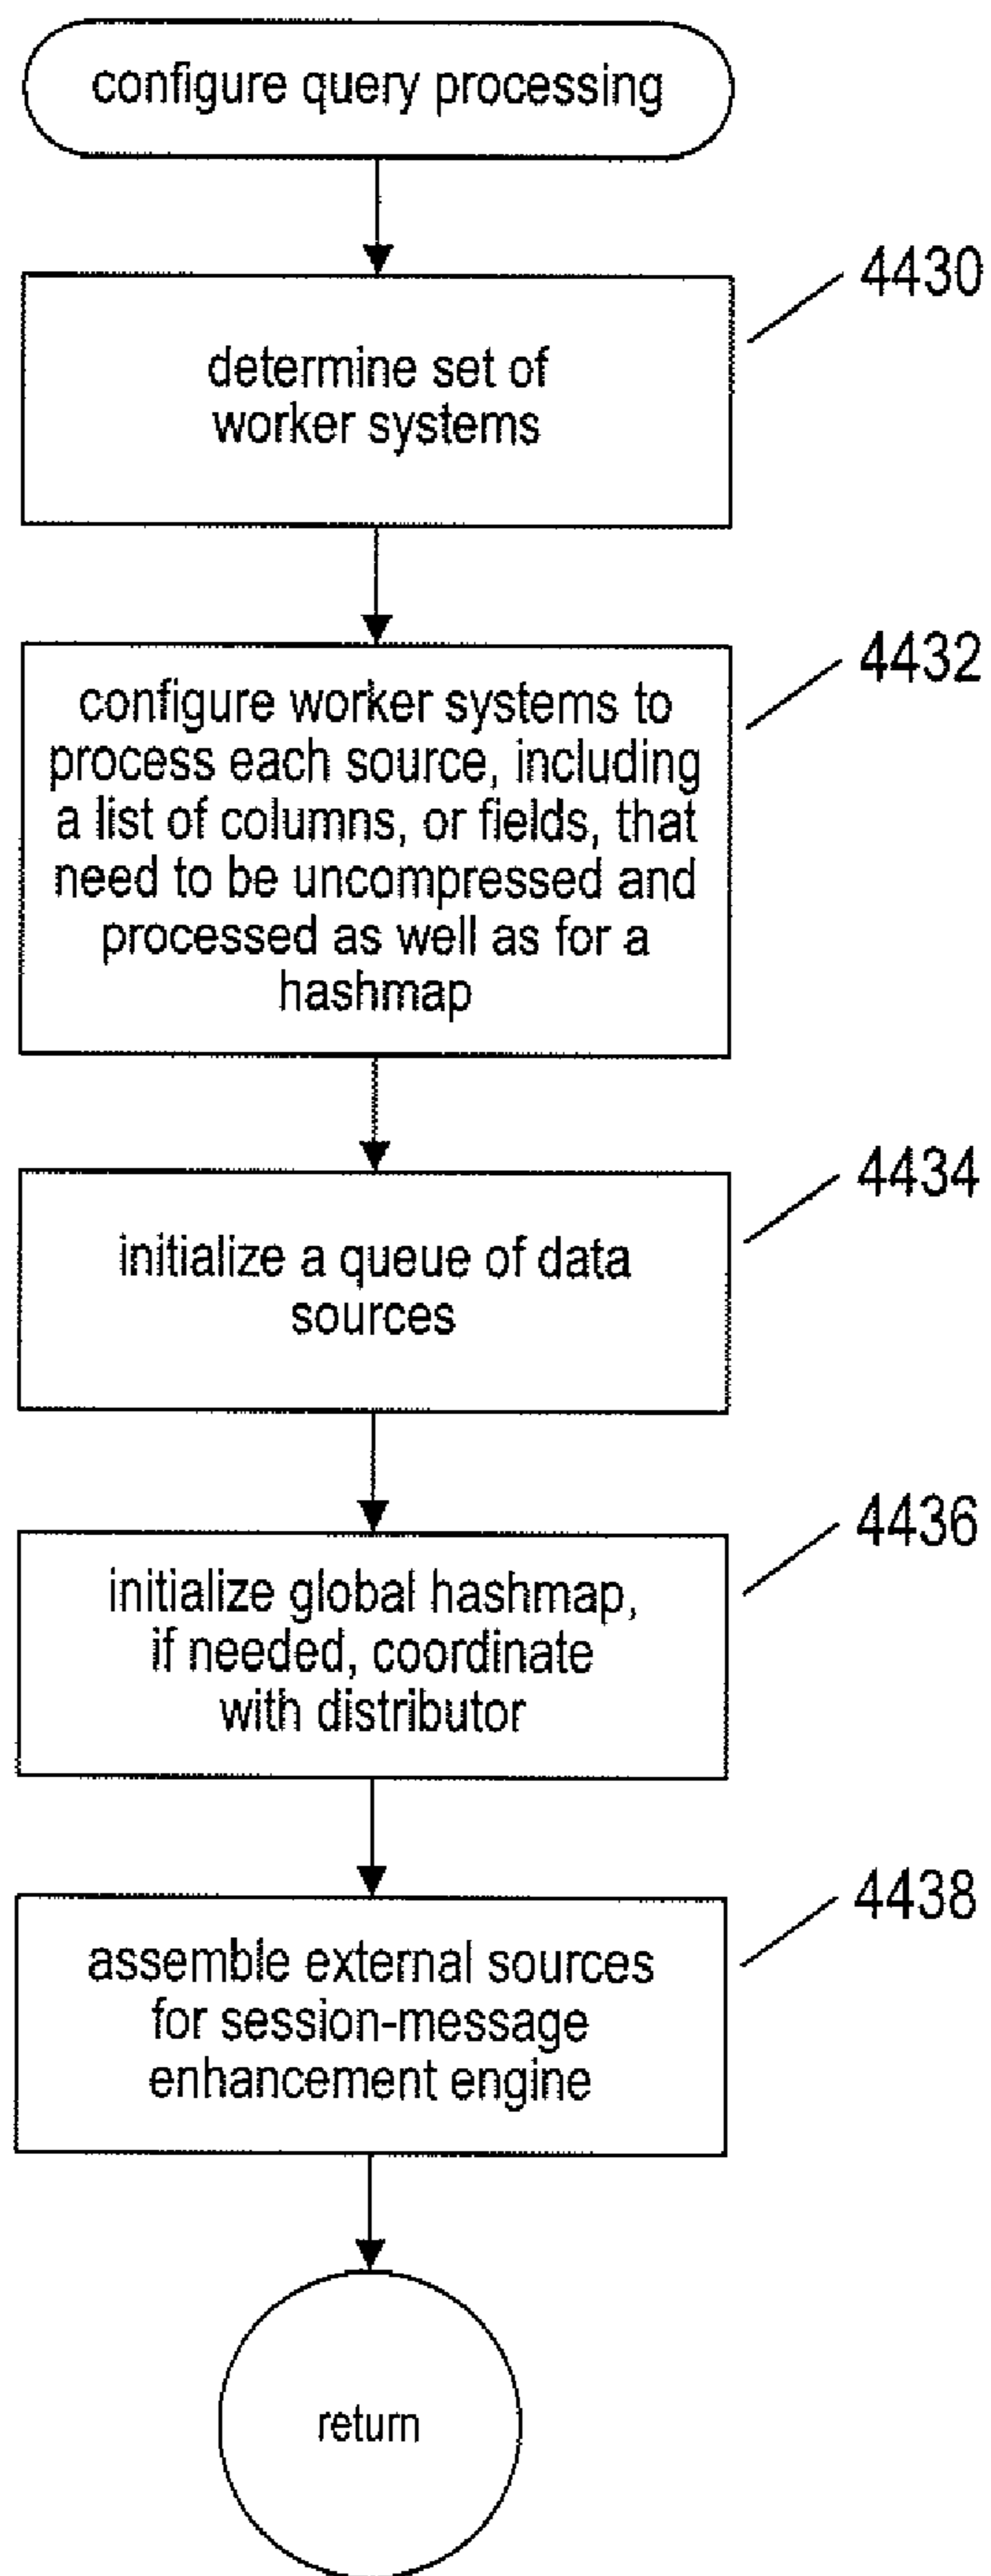 configure query processing
4430
determine set of
worker systems
4432
configure worker systems to
process each source, including
a list of columns, or fields, that
need to be uncompressed and
processed as well as for a
hashmap
4434
initialize a queue of data
sources
4436
initialize global hashmap,
if needed, coordinate
with distributor
4438
assemble external sources
for session-message
enhancement engine
return